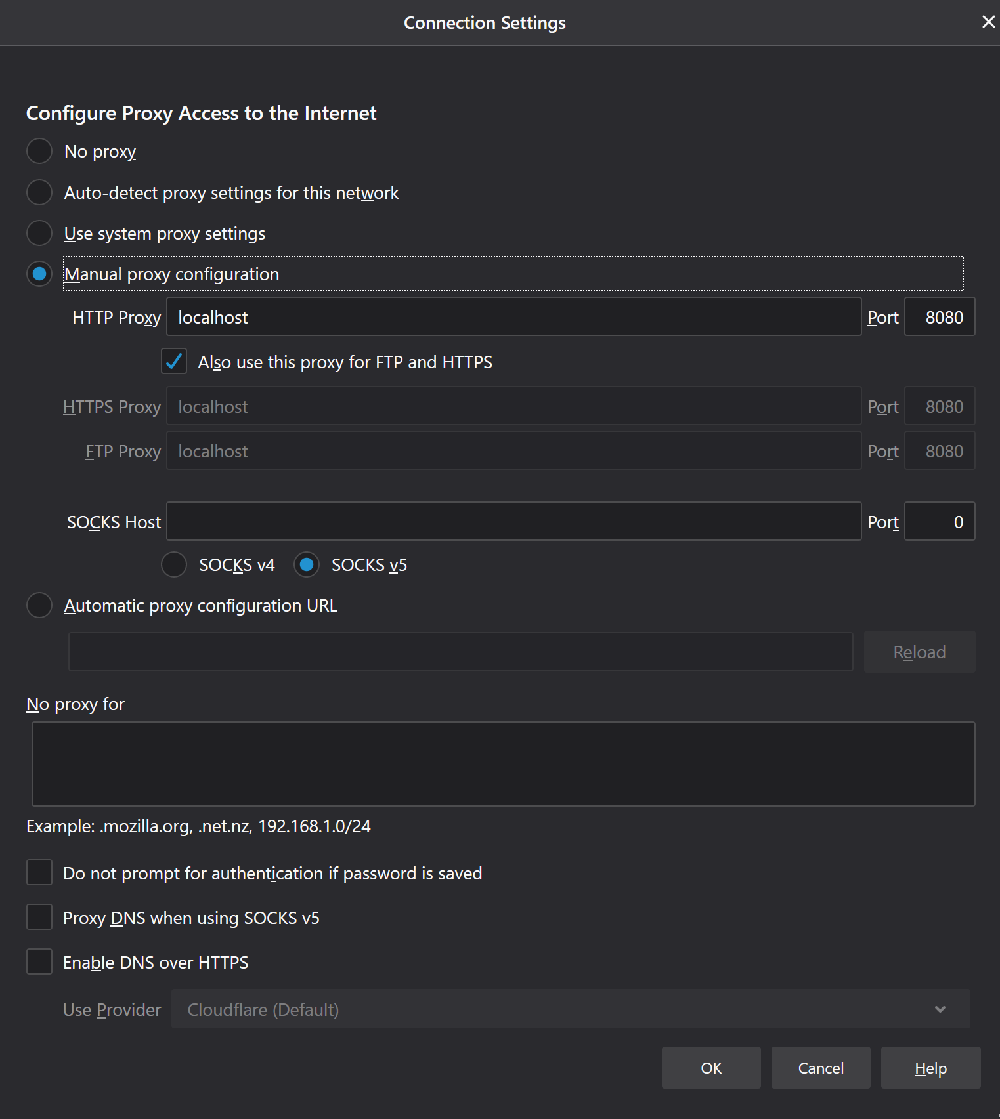 Connection Settings
Configure Proxy Access to the Internet
No proxy
Auto-detect proxy settings for this network
Use system proxy settings
Manual proxy configuration
HTTP Proxy localhost Port 8080
Also use this proxy for FTP and HTTPS
HTTPS Proxy localhost Port 8080
FTP Proxy localhost Port 8080
SOCKS Host Port 0
SOCKS v4 SOCKS v5
Automatic proxy configuration URL
Reload
No proxy for
Example: .mozilla.org, .net.nz, 192.168.1.0/24
Do not prompt for authentication if password is saved
Proxy DNS when using SOCKS v5
Enable DNS over HTTPS
Use Provider Cloudflare (Default)
OK Cancel Help